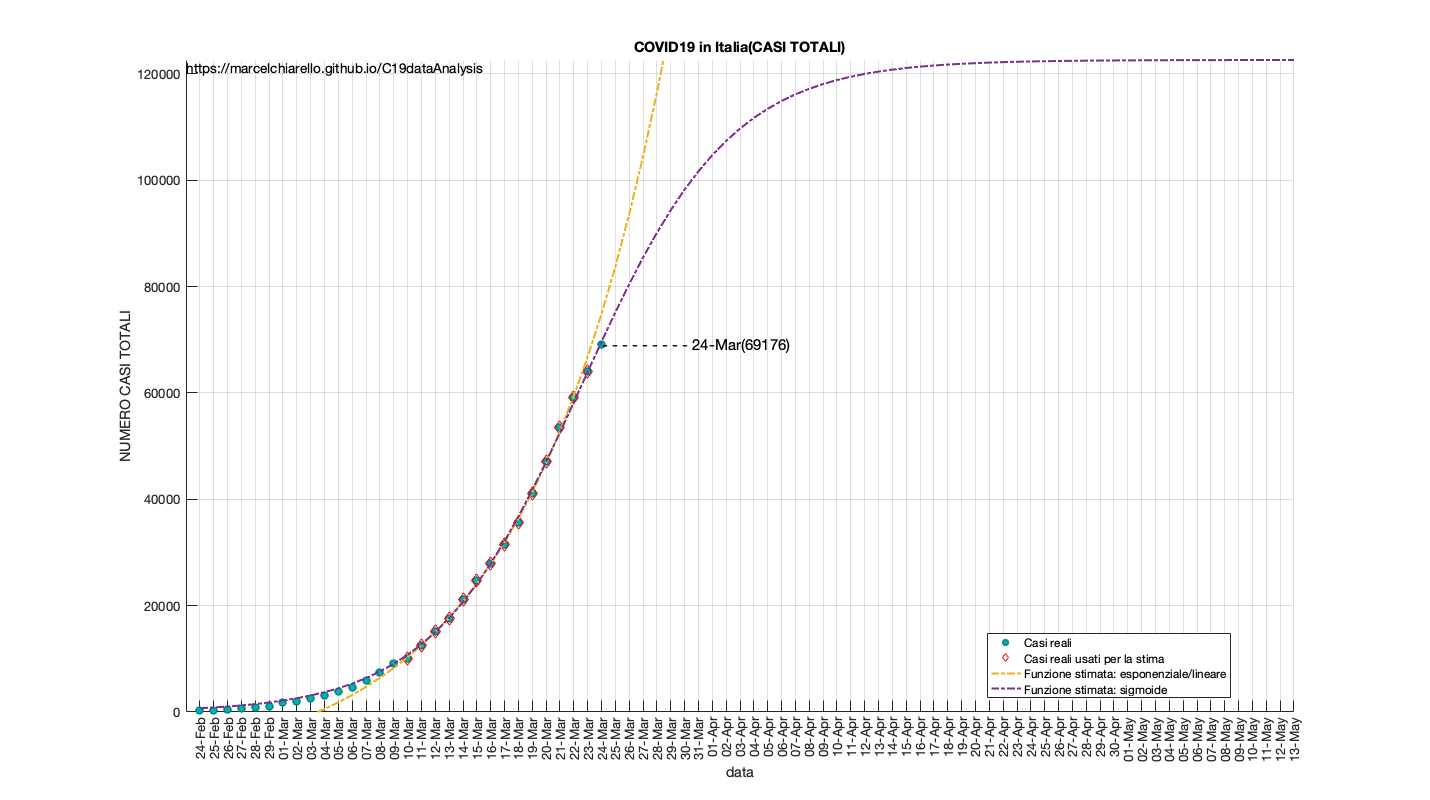 COVID19 in Italia(CASI TOTALI)
https://marcelchiarello.github.io/C19dataAnalysis
120000
100000
80000
60000
40000
20000
0
NUMERO CASI TOTALI
24-Mar(69176)
Casi reali
Casi reali usati per la stima
Funzione stimata: esponenziale/lineare
Funzione stimata: sigmoide
24-Feb
25-Feb
26-Feb
27-Feb
28-Feb
29-Feb
01-Mar
02-Mar
03-Mar
04-Mar
05-Mar
06-Mar
07-Mar
08-Mar
09-Mar
10-Mar
11-Mar
12-Mar
13-Mar
14-Mar
15-Mar
16-Mar
17-Mar
18-Mar
19-Mar
20-Mar
21-Mar
22-Mar
23-Mar
24-Mar
25-Mar
26-Mar
27-Mar
28-Mar
29-Mar
30-Mar
31-Mar
01-Apr
02-Apr
03-Apr
04-Apr
05-Apr
06-Apr
07-Apr
08-Apr
09-Apr
10-Apr
11-Apr
12-Apr
13-Apr
14-Apr
15-Apr
16-Apr
17-Apr
18-Apr
19-Apr
20-Apr
21-Apr
22-Apr
23-Apr
24-Apr
25-Apr
26-Apr
27-Apr
28-Apr
29-Apr
30-Apr
01-May
02-May
03-May
04-May
05-May
06-May
07-May
08-May
09-May
10-May
11-May
12-May
13-May
data